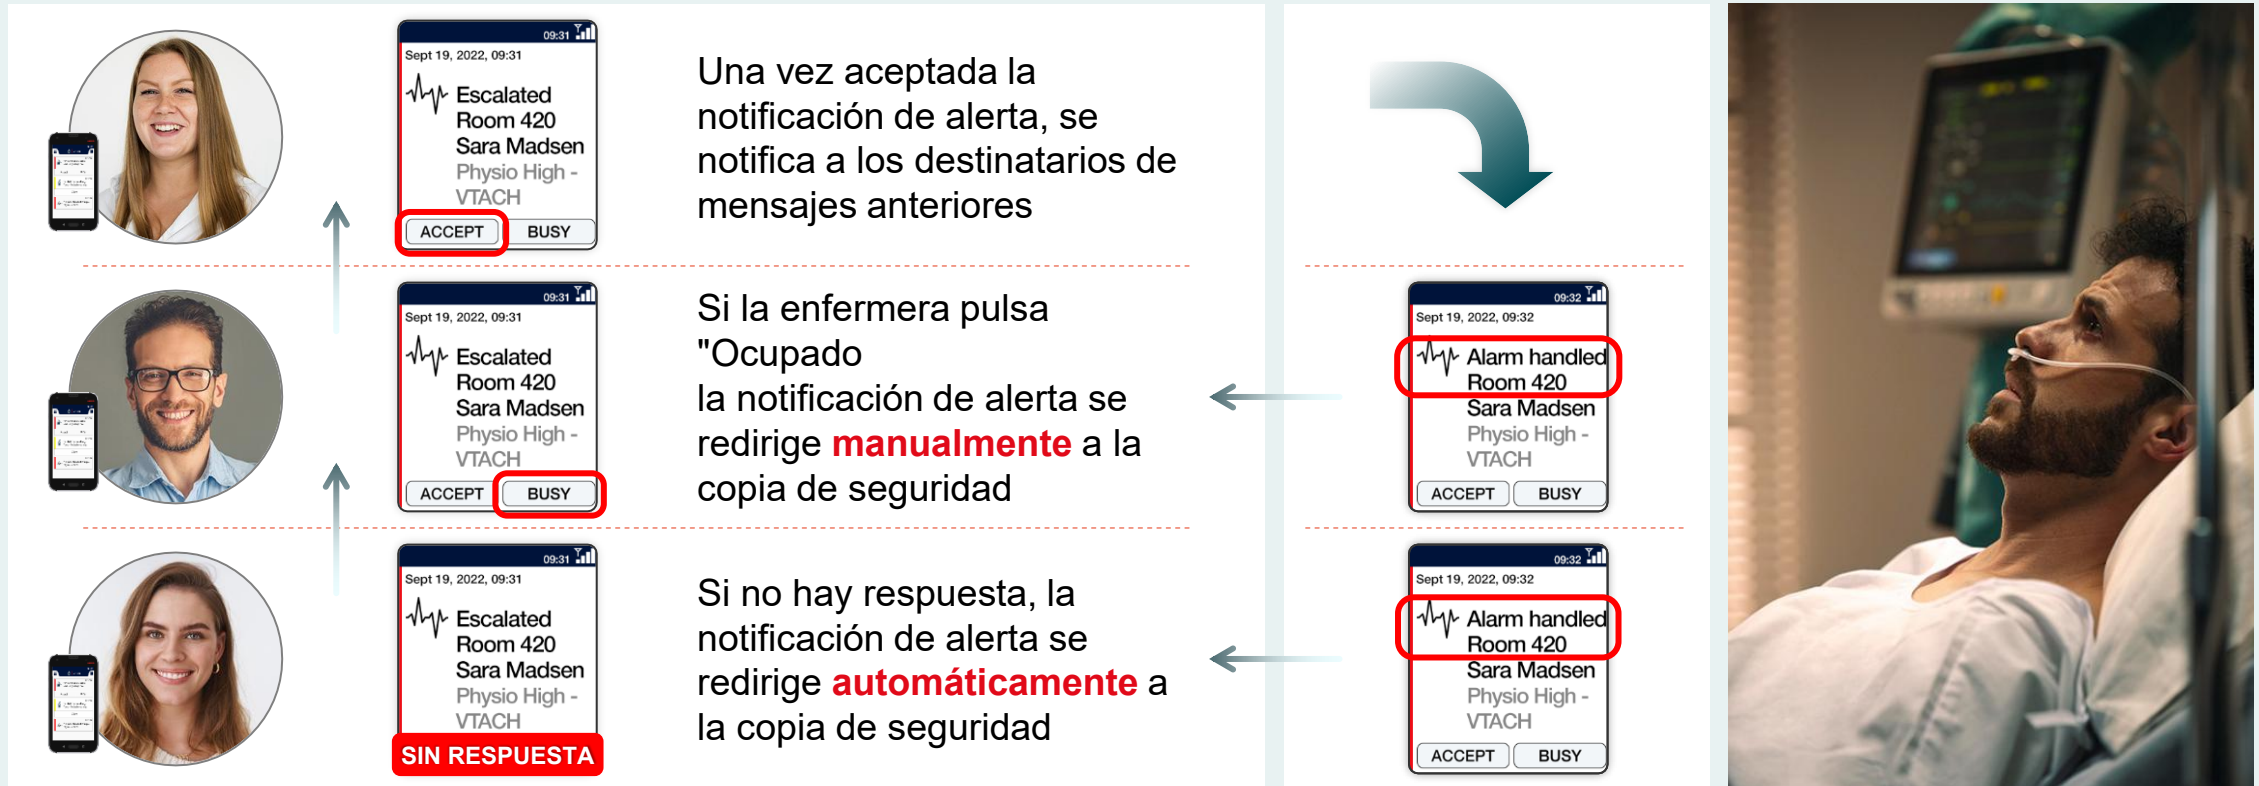 09:31
Sept 19, 2022, 09:31
Escalated
Room 420
Sara Madsen
Physio High -
VTACH
ACCEPT
BUSY
Una vez aceptada la
notificación de alerta, se
notifica a los destinatarios de
mensajes anteriores
09:31
Sept 19, 2022, 09:31
Escalated
Room 420
Sara Madsen
Physio High -
VTACH
ACCEPT
BUSY
Si la enfermera pulsa
"Ocupado
la notificación de alerta se
redirige manualmente a la
copia de seguridad
09:32
Sept 19, 2022, 09:32
Alarm handled
Room 420
Sara Madsen
Physio High -
VTACH
ACCEPT
BUSY
09:31
Sept 19, 2022, 09:31
Escalated
Room 420
Sara Madsen
Physio High -
VTACH
SIN RESPUESTA
Si no hay respuesta, la
notificación de alerta se
redirige automáticamente a
la copia de seguridad
09:32
Sept 19, 2022, 09:32
Alarm handled
Room 420
Sara Madsen
Physio High -
VTACH
ACCEPT
BUSY